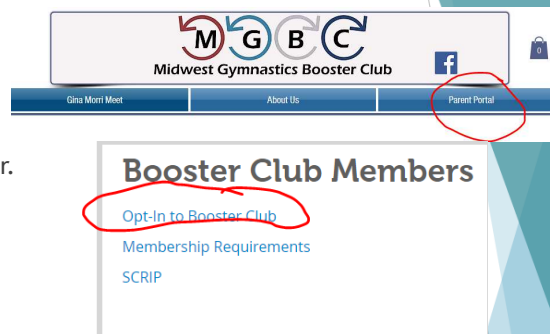 M G B C
Midwest Gymnastics Booster Club
f
0
Gina Morri Meet About Us Parent Portal
r.
Booster Club Members
Opt-In to Booster Club
Membership Requirements
SCRIP